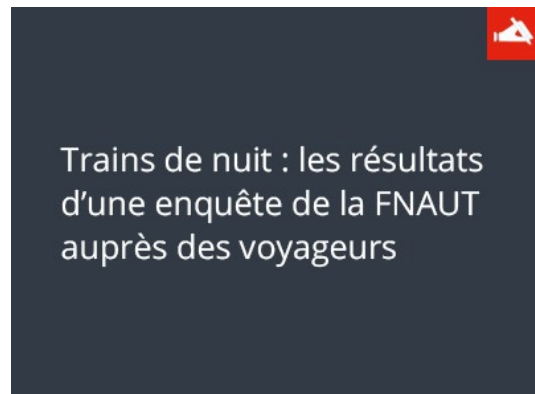 Trains de nuit : les résultats
d’une enquête de la FNAUT
auprès des voyageurs